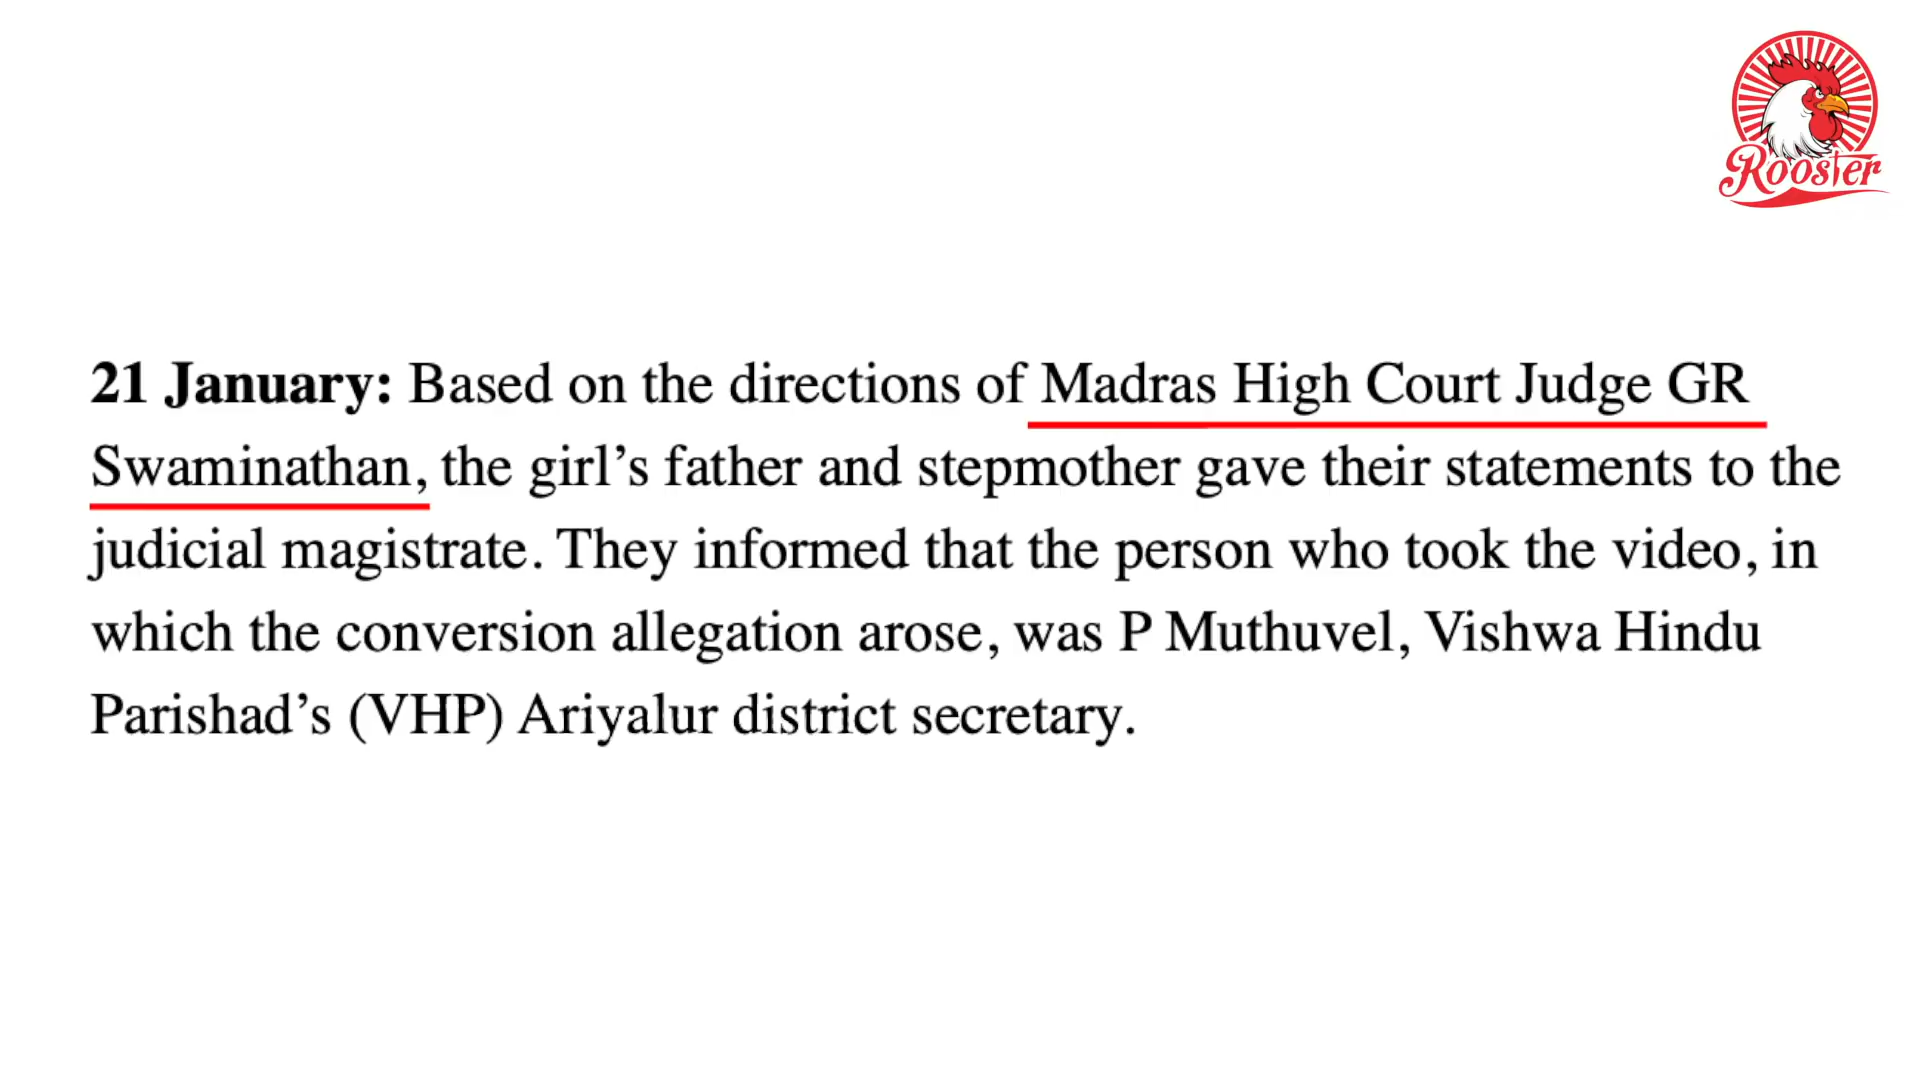 Rooster
21 January: Based on the directions of Madras High Court Judge GR
Swaminathan, the girl’s father and stepmother gave their statements to the
judicial magistrate. They informed that the person who took the video, in
which the conversion allegation arose, was P Muthuvel, Vishwa Hindu
Parishad’s (VHP) Ariyalur district secretary.